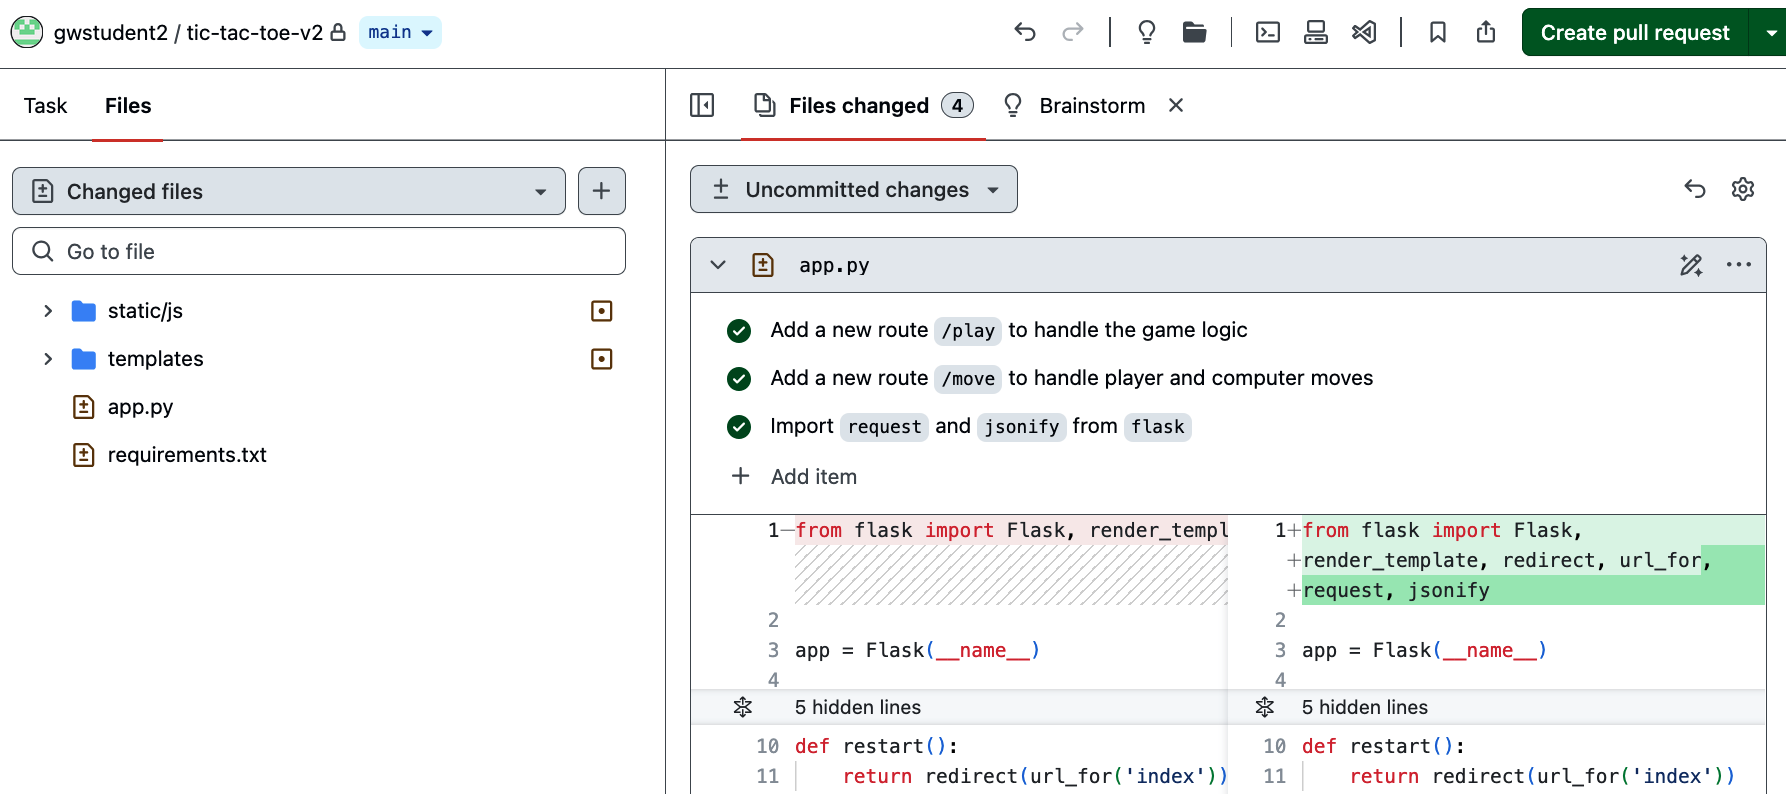 gwstudent2 / tic-tac-toe-v2 main
Create pull request
Task Files
Files changed 4 Brainstorm
Changed files
Go to file
static/js
templates
app.py
requirements.txt
Uncommitted changes
app.py
Add a new route /play to handle the game logic
Add a new route /move to handle player and computer moves
Import request and jsonify from flask
Add item
1 - from flask import Flask, render_templ
2
3 app = Flask(__name__)
4
5 hidden lines
10 def restart():
11 return redirect(url_for('index'))
1 + from flask import Flask,
+ render_template, redirect, url_for,
+ request, jsonify
2
3 app = Flask(__name__)
4
5 hidden lines
10 def restart():
11 return redirect(url_for('index'))